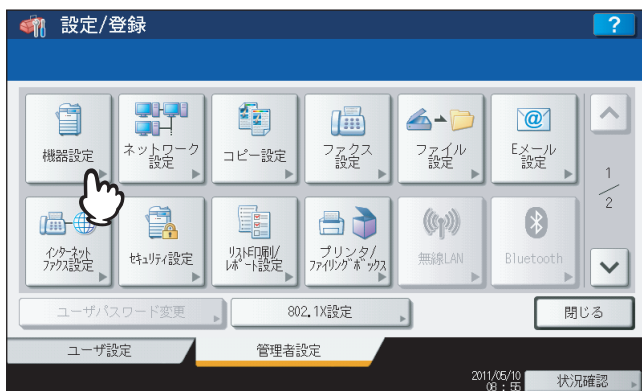 設定/登録
?
機器設定
ネットワーク
設定
コピー設定
ファクス
設定
ファイル
設定
Eメール
設定
1
2
インターネット
ファクス設定
セキュリティ設定
リスト印刷/
レポート設定
プリンタ/
ファイリングボックス
無線LAN
Bluetooth
ユーザパスワード変更
802.1X設定
閉じる
ユーザ設定
管理者設定
2011/05/10
08:55
状況確認